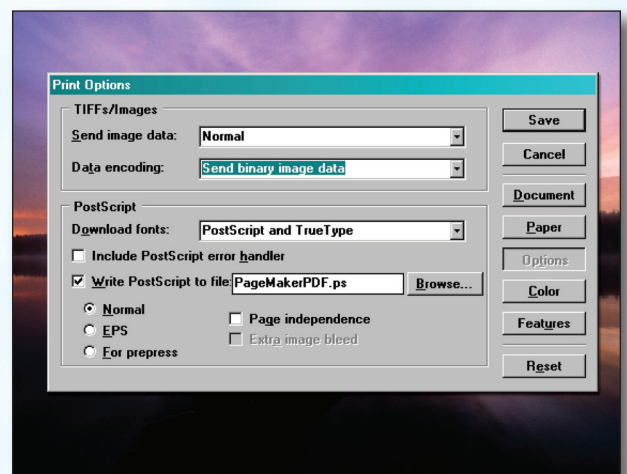 Print Options
TIFFs/Images
Send image data: Normal
Data encoding: Send binary image data
PostScript
Download fonts: PostScript and TrueType
Include PostScript error handler
Write PostScript to file: PageMakerPDF.ps Browse...
Normal
EPS
For prepress
Page independence
Extra image bleed
Save
Cancel
Document
Paper
Options
Color
Features
Reset